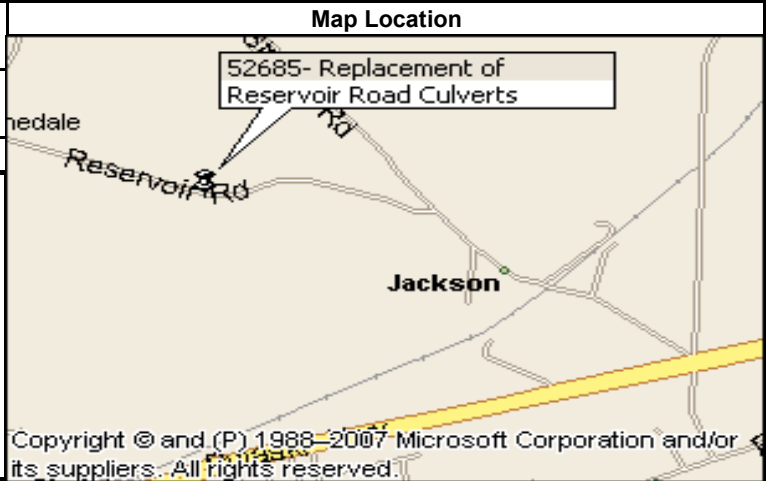 Map Location
52685- Replacement of
Reservoir Road Culverts
Rd
nedale
Reservoir Rd
Jackson
Copyright © and (P) 1988–2007 Microsoft Corporation and/or
its suppliers. All rights reserved.